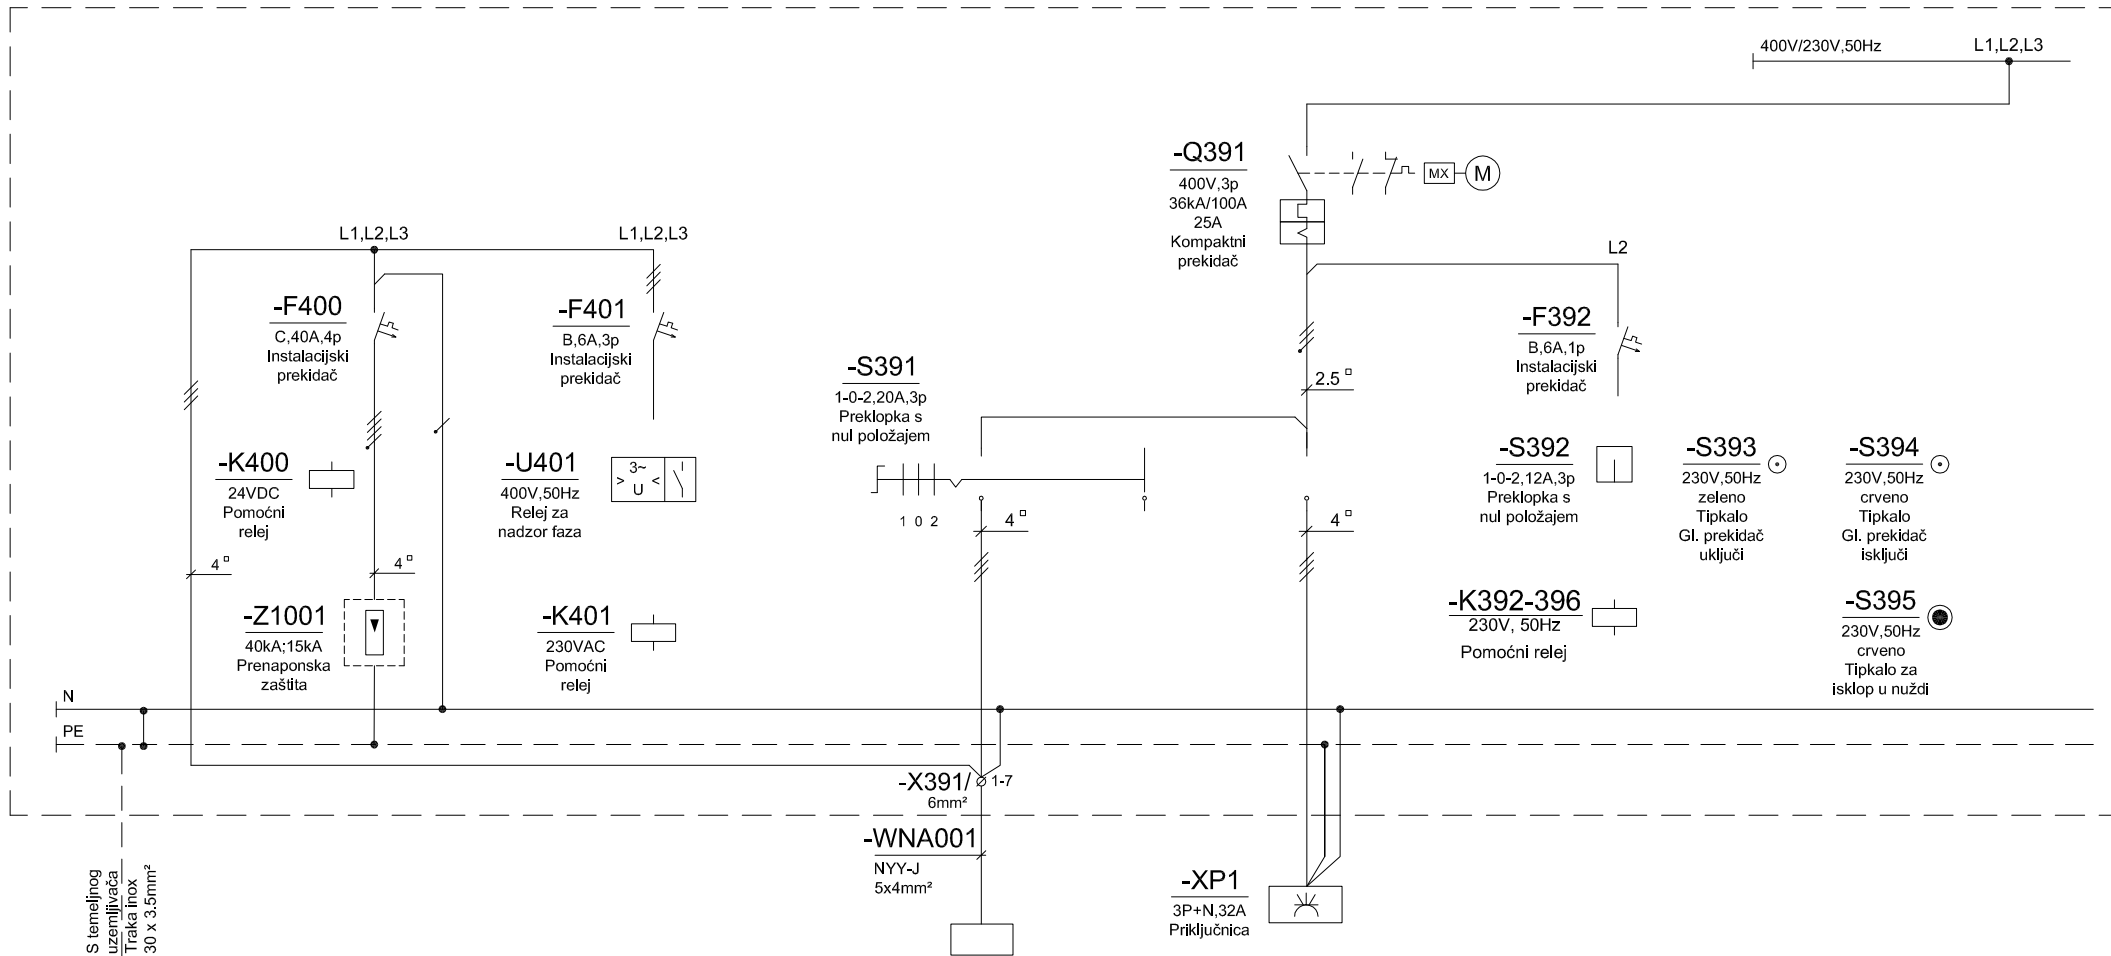 400V/230V,50Hz
L1,L2,L3
-Q391
400V,3p
36kA/100A
25A
Kompaktni
prekidač
MX
M
L1,L2,L3
L1,L2,L3
L2
-F400
C,40A,4p
Instalacijski
prekidač
-F401
B,6A,3p
Instalacijski
prekidač
-F392
B,6A,1p
Instalacijski
prekidač
-S391
1-0-2,20A,3p
Preklopka s
nul položajem
1 0 2
2.5
-K400
24VDC
Pomoćni
relej
-U401
400V,50Hz
Relej za
nadzor faza
3~
> U <
-S392
1-0-2,12A,3p
Preklopka s
nul položajem
-S393
230V,50Hz
zeleno
Tipkalo
Gl. prekidač
uključi
-S394
230V,50Hz
crveno
Tipkalo
Gl. prekidač
isključi
4
4
4
4
-Z1001
40kA;15kA
Prenaponska
zaštita
-K401
230VAC
Pomoćni
relej
-K392-396
230V, 50Hz
Pomoćni relej
-S395
230V,50Hz
crveno
Tipkalo za
isklop u nuždi
N
PE
-X391/ 1-7
6mm²
-WNA001
NYY-J
5x4mm²
-XP1
3P+N,32A
Priključnica
S temeljnog
uzemljivača
Traka inox
30 x 3.5mm²